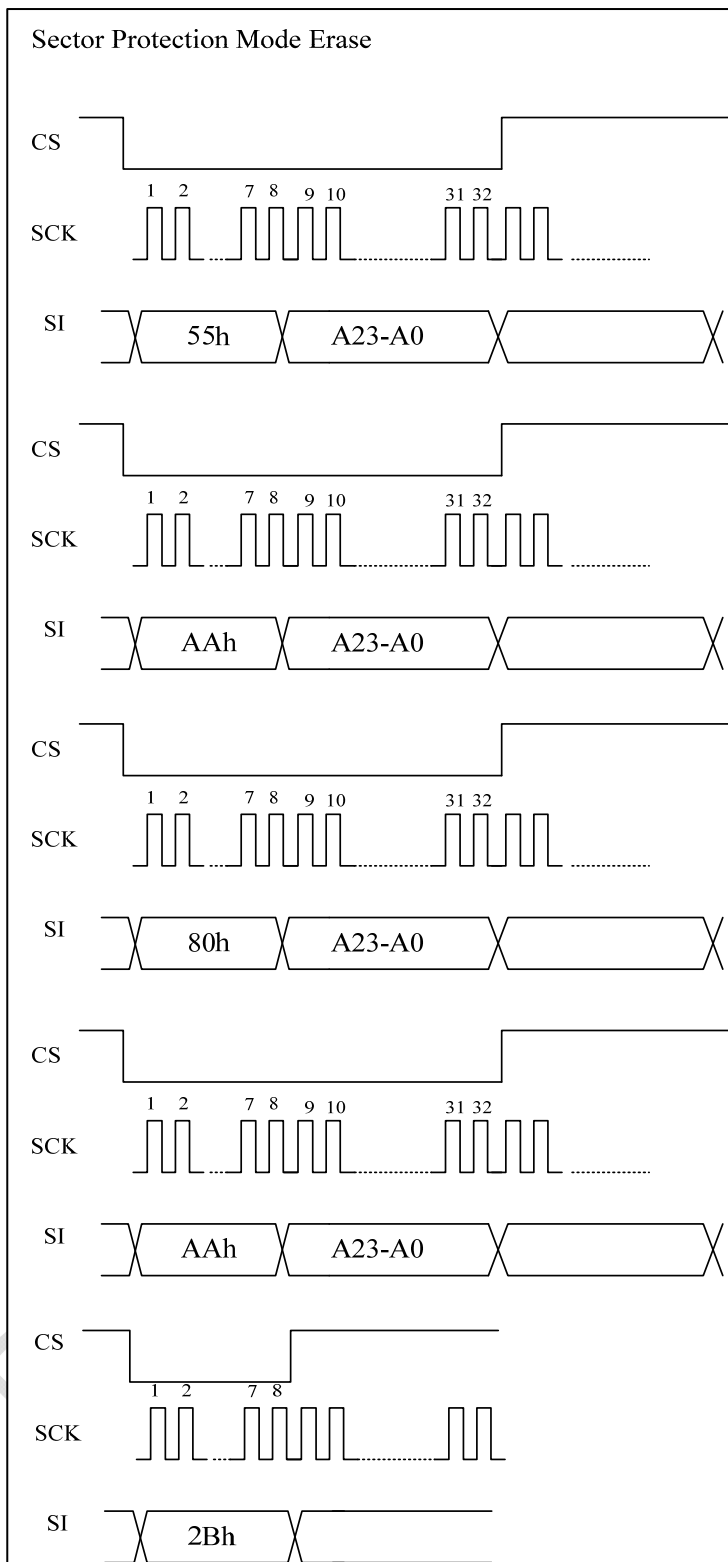 Sector Protection Mode Erase
CS
1 2 7 8 9 10 31 32
SCK
SI 55h A23-A0
CS
1 2 7 8 9 10 31 32
SCK
SI AAh A23-A0
CS
1 2 7 8 9 10 31 32
SCK
SI 80h A23-A0
CS
1 2 7 8 9 10 31 32
SCK
SI AAh A23-A0
CS
1 2 7 8
SCK
SI 2Bh